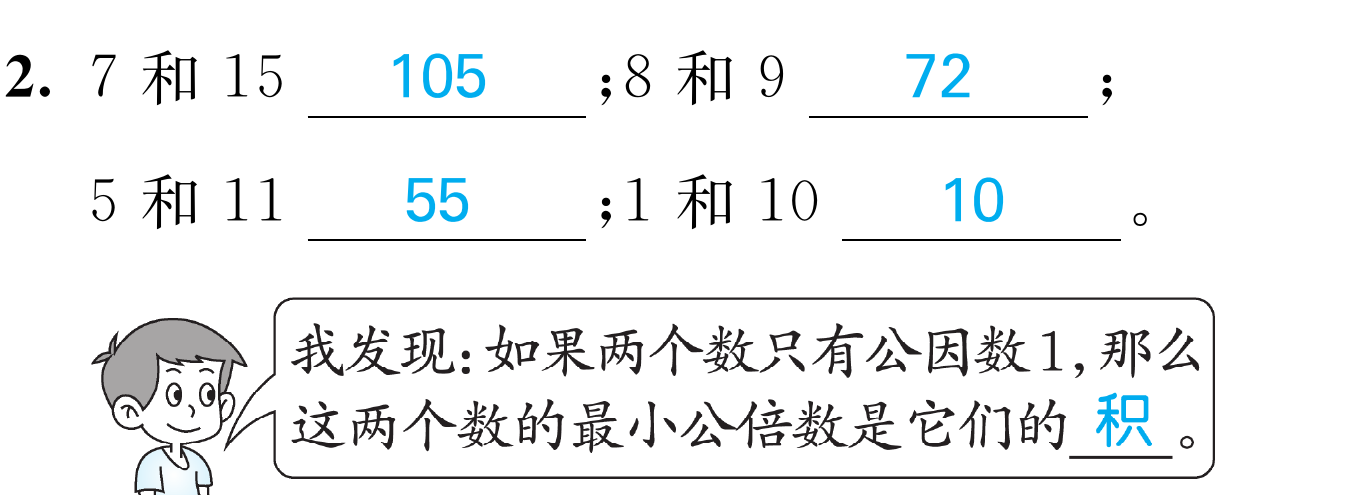 2. 7 和 15 105 ;8 和 9 72 ;
5 和 11 55 ;1 和 10 10 。
我发现:如果两个数只有公因数1,那么
这两个数的最小公倍数是它们的 积 。